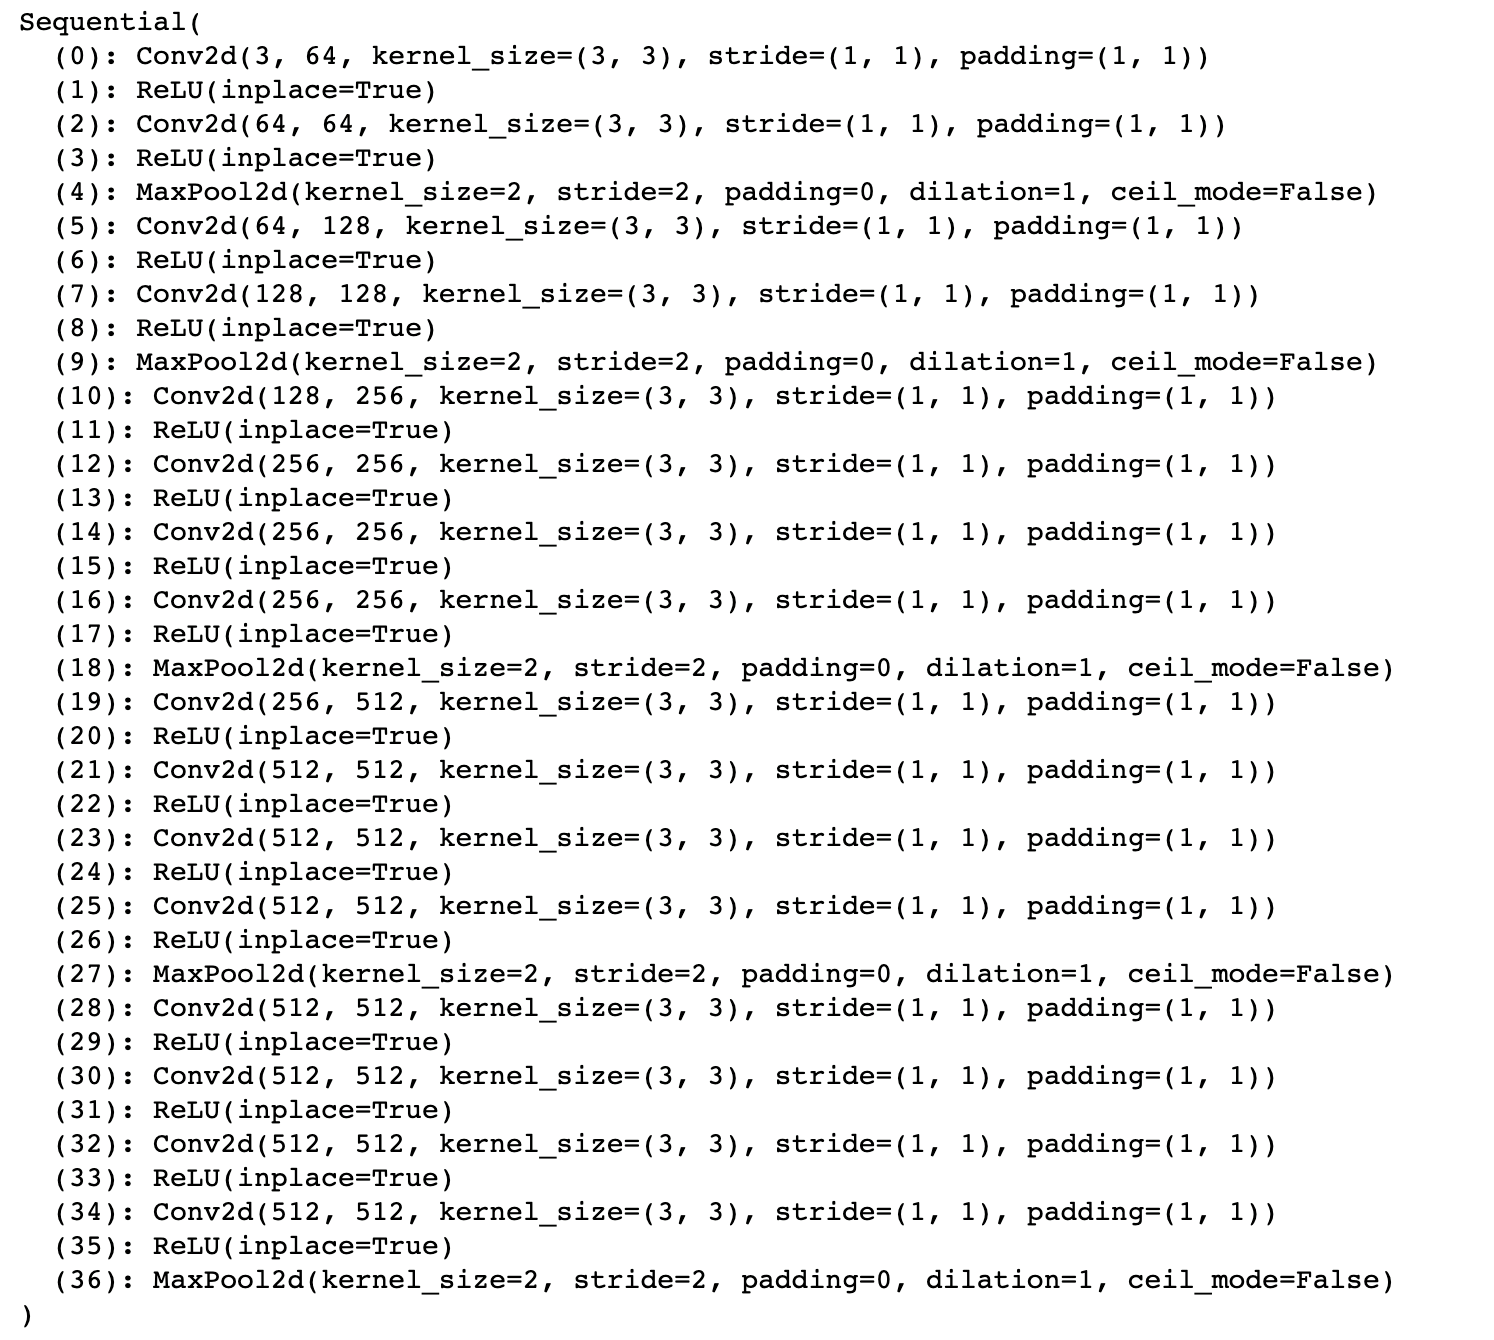 Sequential(
  (0): Conv2d(3, 64, kernel_size=(3, 3), stride=(1, 1), padding=(1, 1))
  (1): ReLU(inplace=True)
  (2): Conv2d(64, 64, kernel_size=(3, 3), stride=(1, 1), padding=(1, 1))
  (3): ReLU(inplace=True)
  (4): MaxPool2d(kernel_size=2, stride=2, padding=0, dilation=1, ceil_mode=False)
  (5): Conv2d(64, 128, kernel_size=(3, 3), stride=(1, 1), padding=(1, 1))
  (6): ReLU(inplace=True)
  (7): Conv2d(128, 128, kernel_size=(3, 3), stride=(1, 1), padding=(1, 1))
  (8): ReLU(inplace=True)
  (9): MaxPool2d(kernel_size=2, stride=2, padding=0, dilation=1, ceil_mode=False)
  (10): Conv2d(128, 256, kernel_size=(3, 3), stride=(1, 1), padding=(1, 1))
  (11): ReLU(inplace=True)
  (12): Conv2d(256, 256, kernel_size=(3, 3), stride=(1, 1), padding=(1, 1))
  (13): ReLU(inplace=True)
  (14): Conv2d(256, 256, kernel_size=(3, 3), stride=(1, 1), padding=(1, 1))
  (15): ReLU(inplace=True)
  (16): Conv2d(256, 256, kernel_size=(3, 3), stride=(1, 1), padding=(1, 1))
  (17): ReLU(inplace=True)
  (18): MaxPool2d(kernel_size=2, stride=2, padding=0, dilation=1, ceil_mode=False)
  (19): Conv2d(256, 512, kernel_size=(3, 3), stride=(1, 1), padding=(1, 1))
  (20): ReLU(inplace=True)
  (21): Conv2d(512, 512, kernel_size=(3, 3), stride=(1, 1), padding=(1, 1))
  (22): ReLU(inplace=True)
  (23): Conv2d(512, 512, kernel_size=(3, 3), stride=(1, 1), padding=(1, 1))
  (24): ReLU(inplace=True)
  (25): Conv2d(512, 512, kernel_size=(3, 3), stride=(1, 1), padding=(1, 1))
  (26): ReLU(inplace=True)
  (27): MaxPool2d(kernel_size=2, stride=2, padding=0, dilation=1, ceil_mode=False)
  (28): Conv2d(512, 512, kernel_size=(3, 3), stride=(1, 1), padding=(1, 1))
  (29): ReLU(inplace=True)
  (30): Conv2d(512, 512, kernel_size=(3, 3), stride=(1, 1), padding=(1, 1))
  (31): ReLU(inplace=True)
  (32): Conv2d(512, 512, kernel_size=(3, 3), stride=(1, 1), padding=(1, 1))
  (33): ReLU(inplace=True)
  (34): Conv2d(512, 512, kernel_size=(3, 3), stride=(1, 1), padding=(1, 1))
  (35): ReLU(inplace=True)
  (36): MaxPool2d(kernel_size=2, stride=2, padding=0, dilation=1, ceil_mode=False)
)